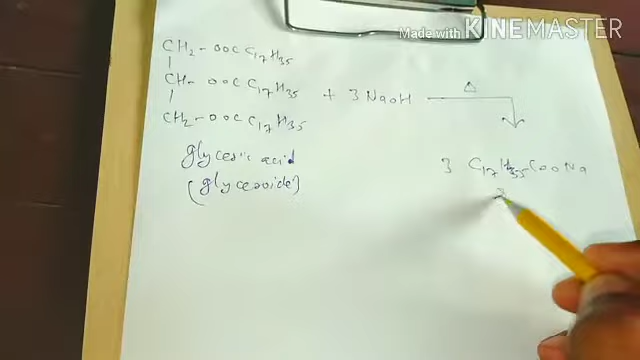 Made with KINEMASTER
CH2 - OOC C17H35
|
CH - OOC C17H35 + 3 NaOH Δ
|
CH2 - OOC C17H35
3 C17H35COONa
glyceric acid
(glyceroide)